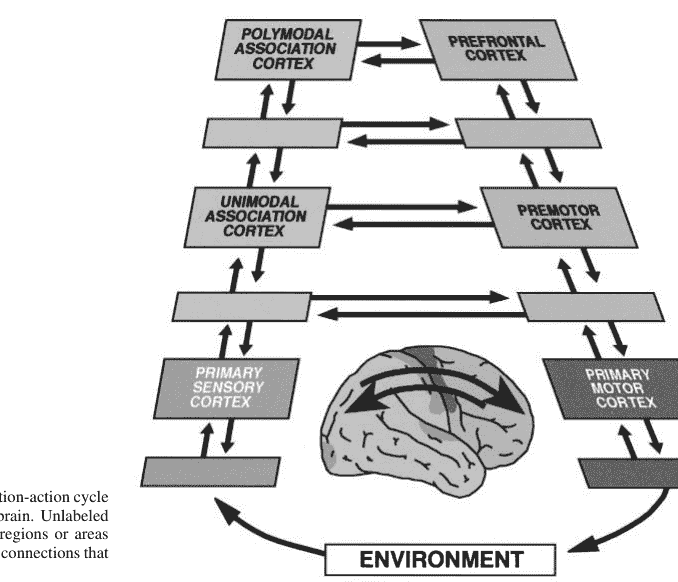 POLYMODAL
ASSOCIATION
CORTEX
PREFRONTAL
CORTEX
UNIMODAL
ASSOCIATION
CORTEX
PREMOTOR
CORTEX
PRIMARY
SENSORY
CORTEX
PRIMARY
MOTOR
CORTEX
tion-action cycle
brain. Unlabeled
regions or areas
connections that
ENVIRONMENT